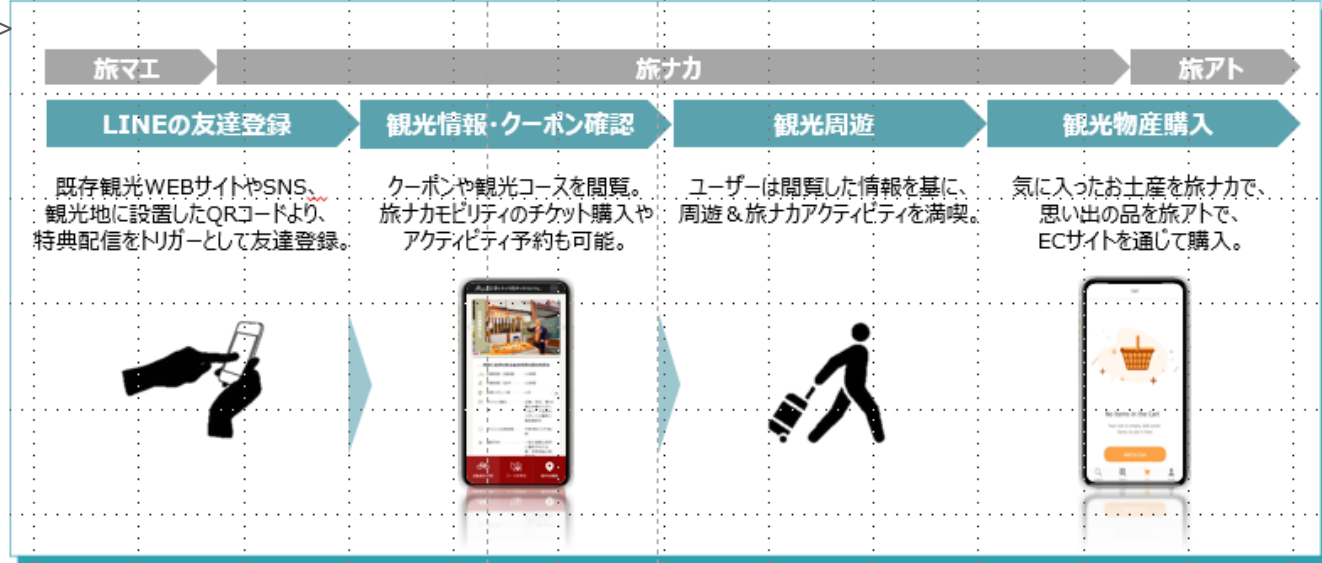 旅マエ
旅ナカ
旅アト
LINEの友達登録
観光情報・クーポン確認
観光周遊
観光物産購入
既存観光WEBサイトやSNS、
観光地に設置したQRコードより、
特典配信をトリガーとして友達登録。
クーポンや観光コースを閲覧。
旅ナカモビリティのチケット購入や
アクティビティ予約も可能。
ユーザーは閲覧した情報を基に、
周遊＆旅ナカアクティビティを満喫。
気に入ったお土産を旅ナカで、
思い出の品を旅アトで、
ECサイトを通じて購入。
No Items in the Cart